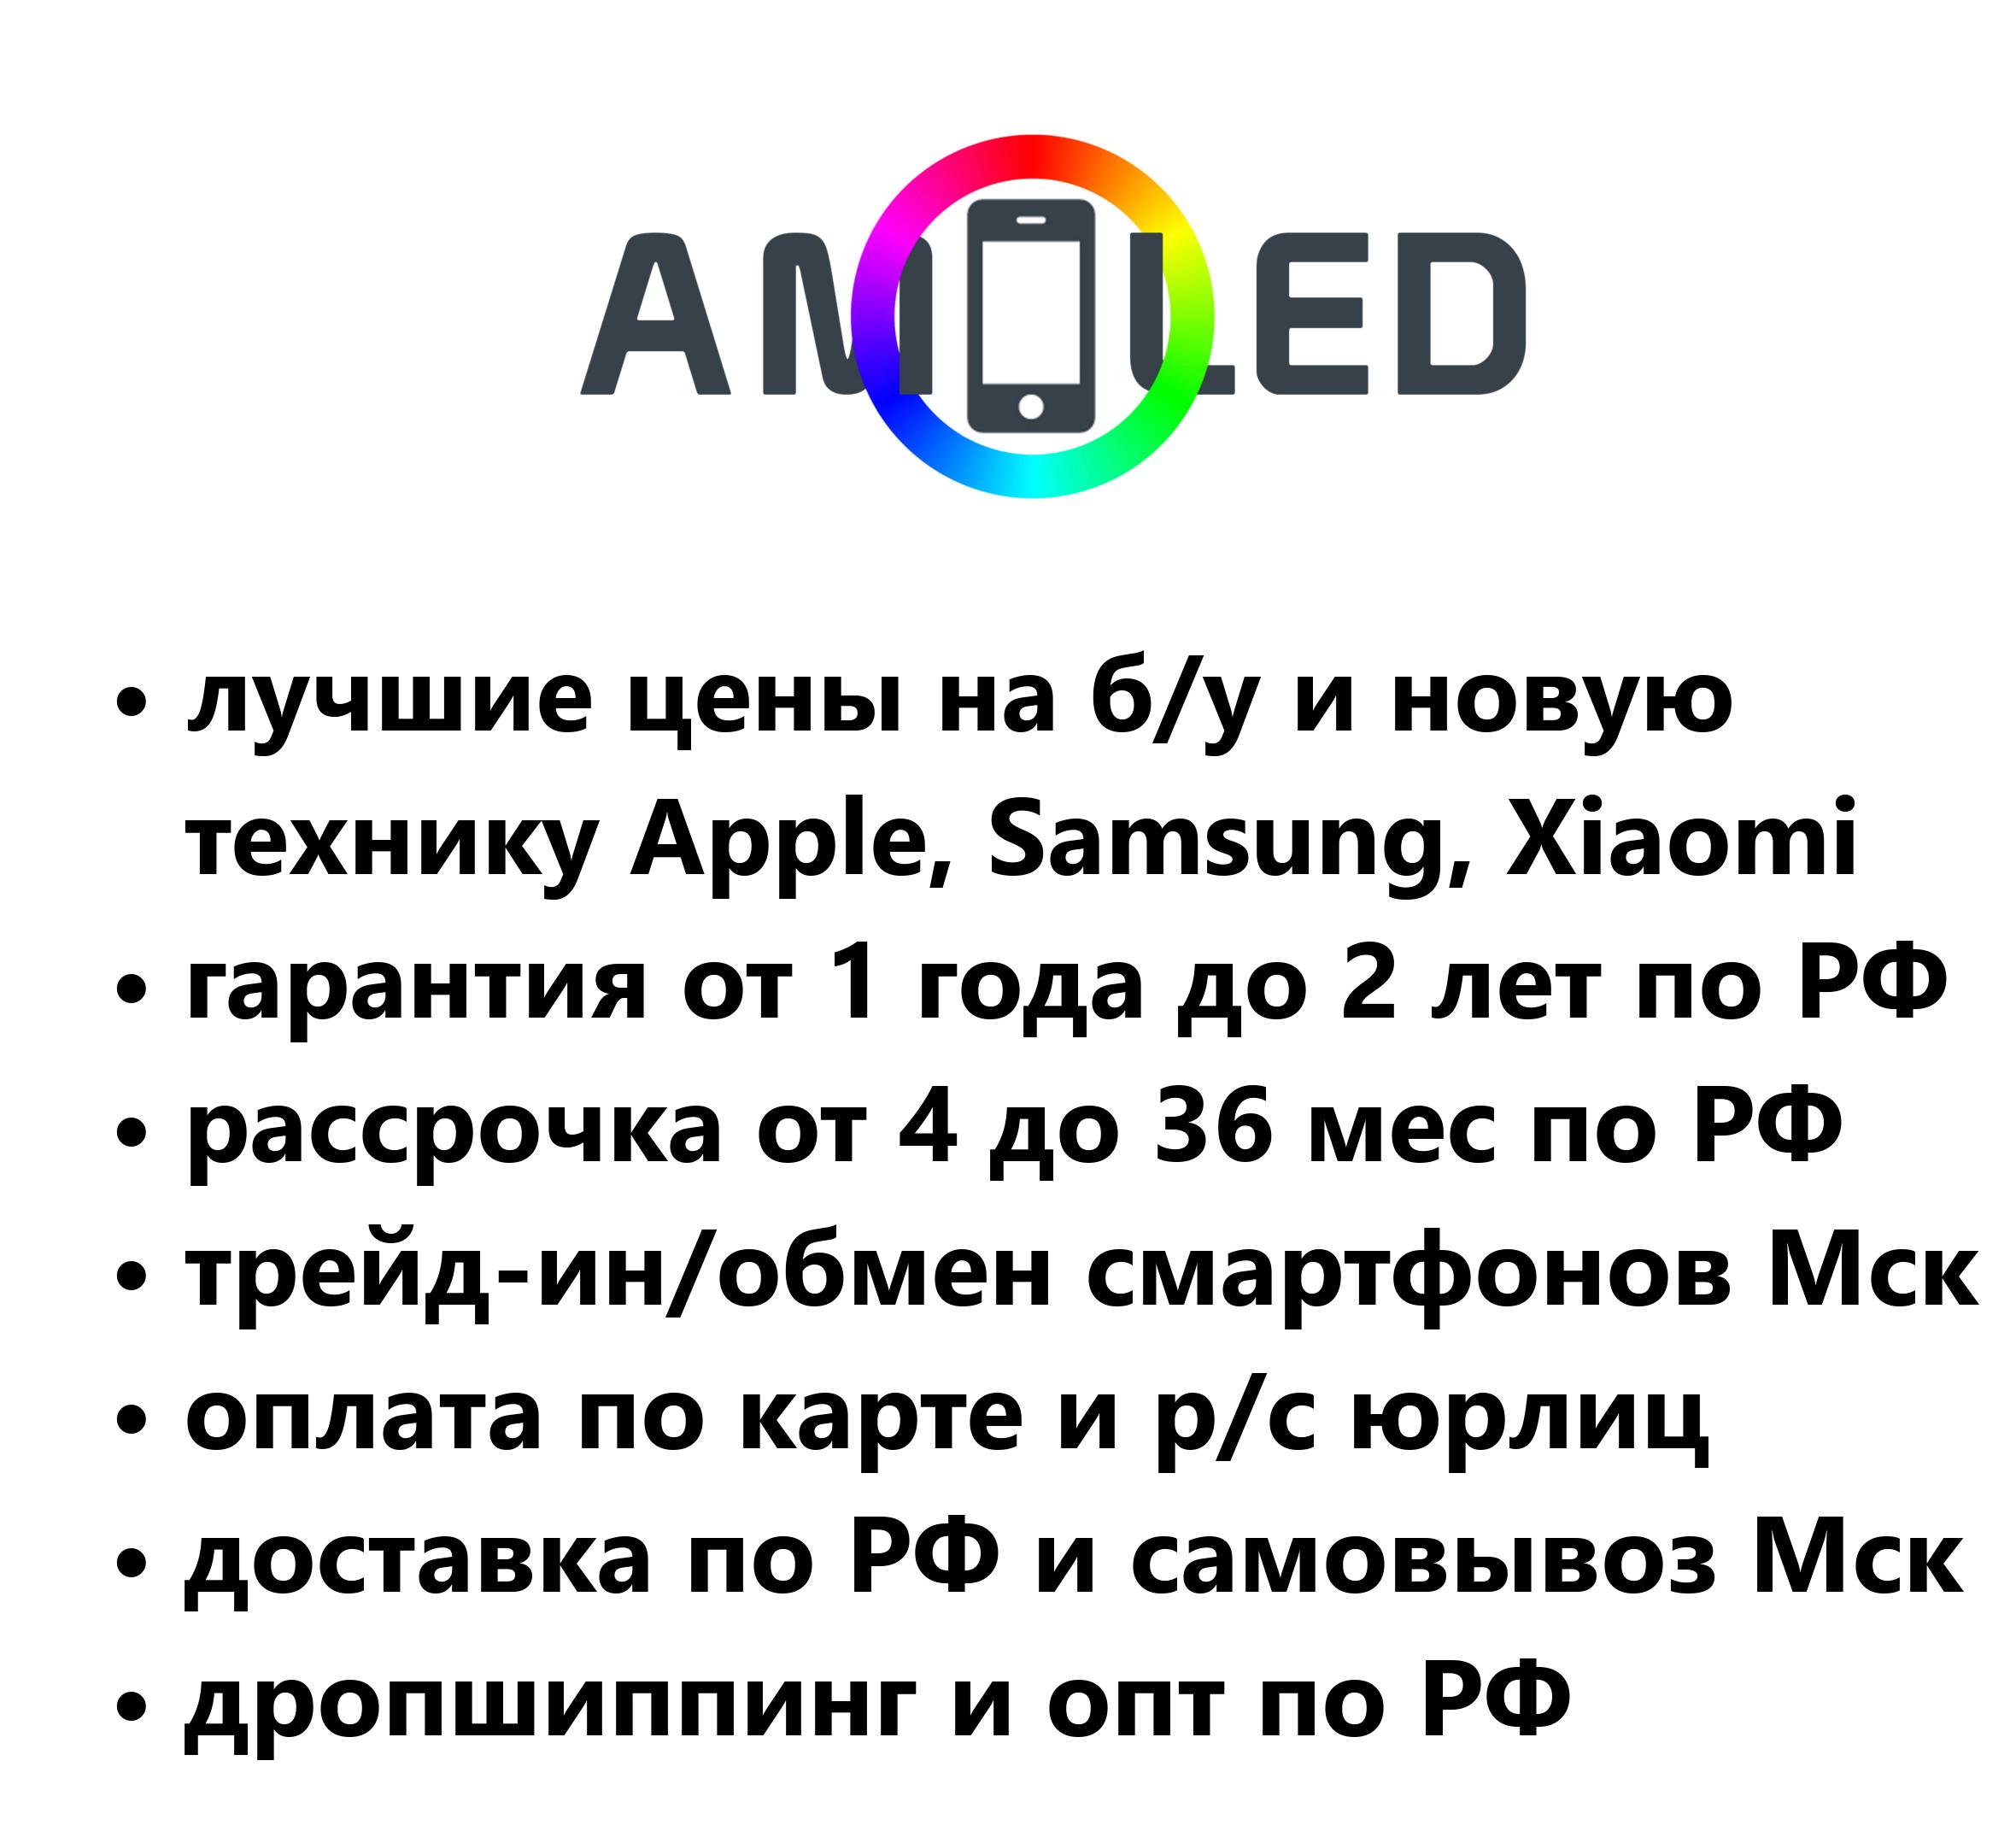 AMOLED
• лучшие цены на б/у и новую
технику Apple, Samsung, Xiaomi
• гарантия от 1 года до 2 лет по РФ
• рассрочка от 4 до 36 мес по РФ
• трейд-ин/обмен смартфонов Мск
• оплата по карте и р/с юрлиц
• доставка по РФ и самовывоз Мск
• дропшиппинг и опт по РФ